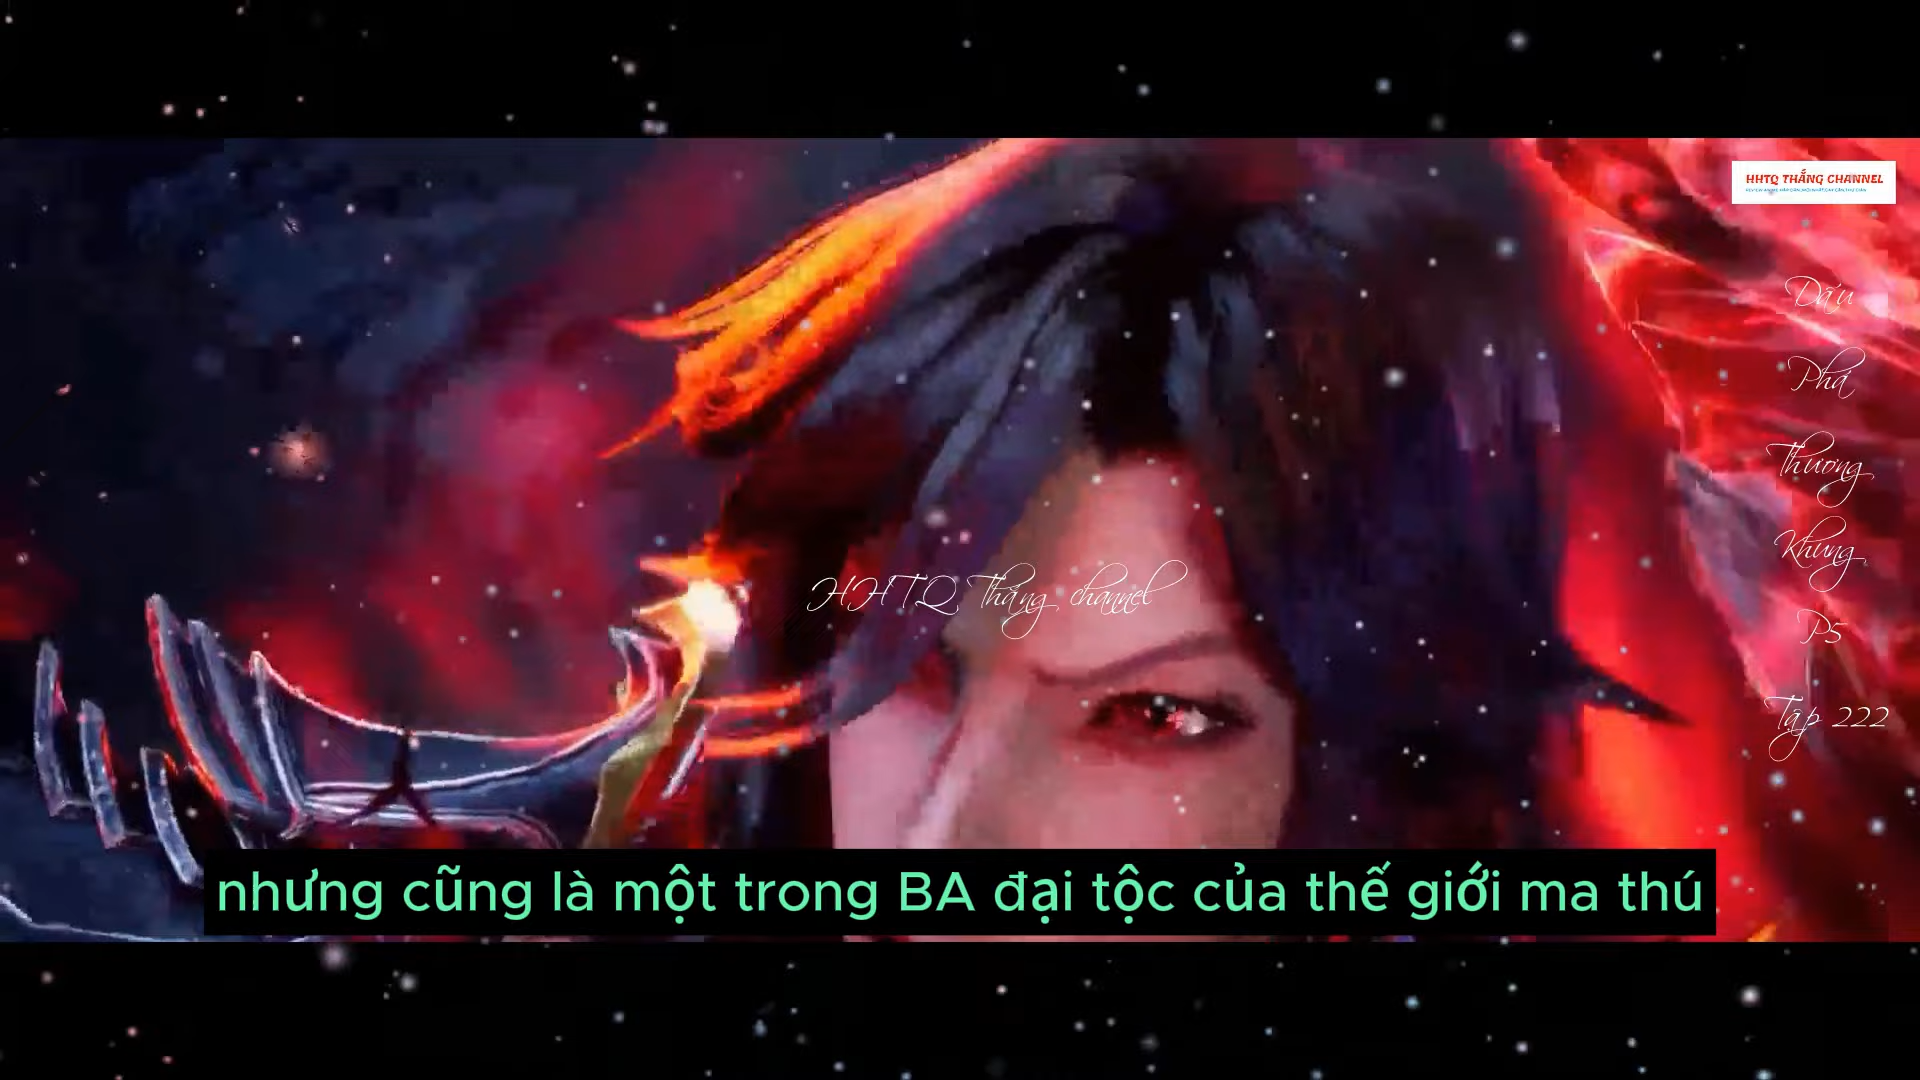 HHTQ THẮNG CHANNEL
Dấu
Phá
Thương
Khung
HHTQ Thắng channel
P5
Tập 222
nhưng cũng là một trong BA đại tộc của thế giới ma thú